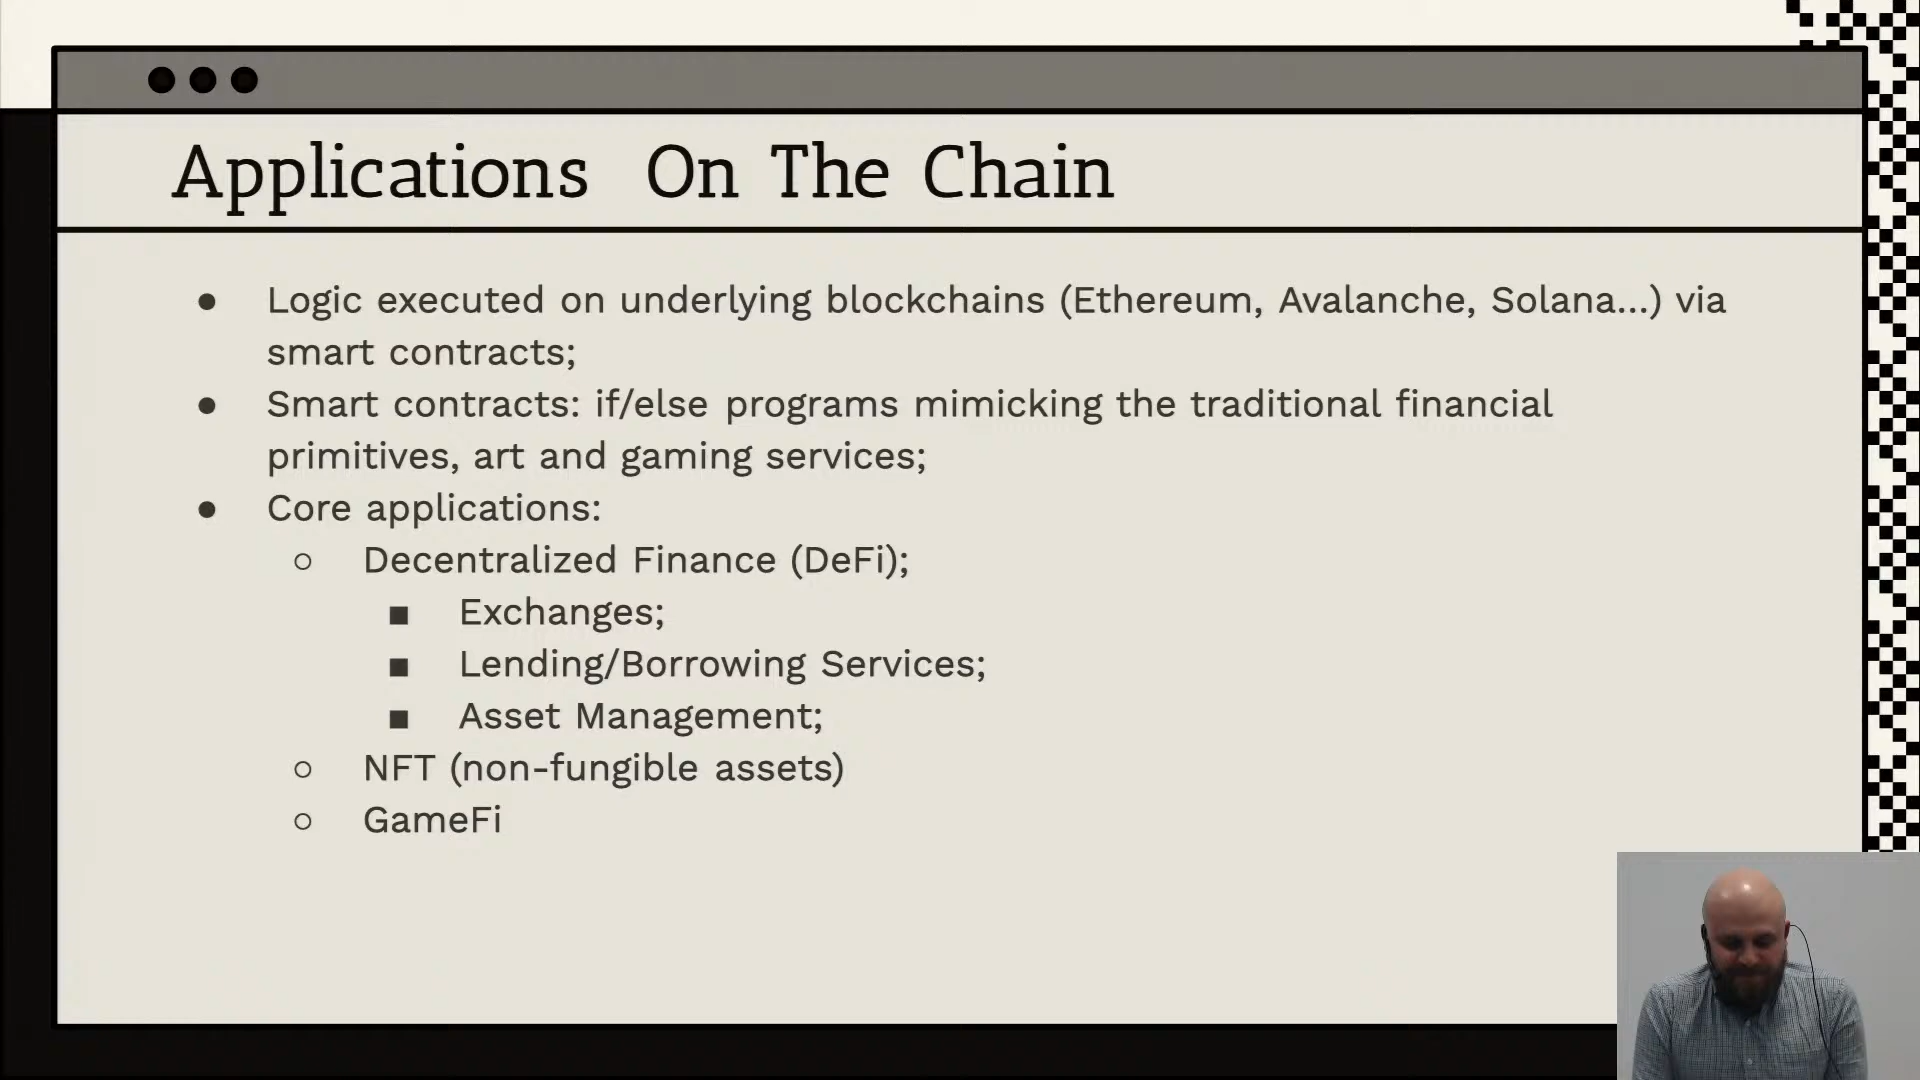 Applications On The Chain
● Logic executed on underlying blockchains (Ethereum, Avalanche, Solana...) via
smart contracts;
● Smart contracts: if/else programs mimicking the traditional financial
primitives, art and gaming services;
● Core applications:
○ Decentralized Finance (DeFi);
■ Exchanges;
■ Lending/Borrowing Services;
■ Asset Management;
○ NFT (non-fungible assets)
○ GameFi